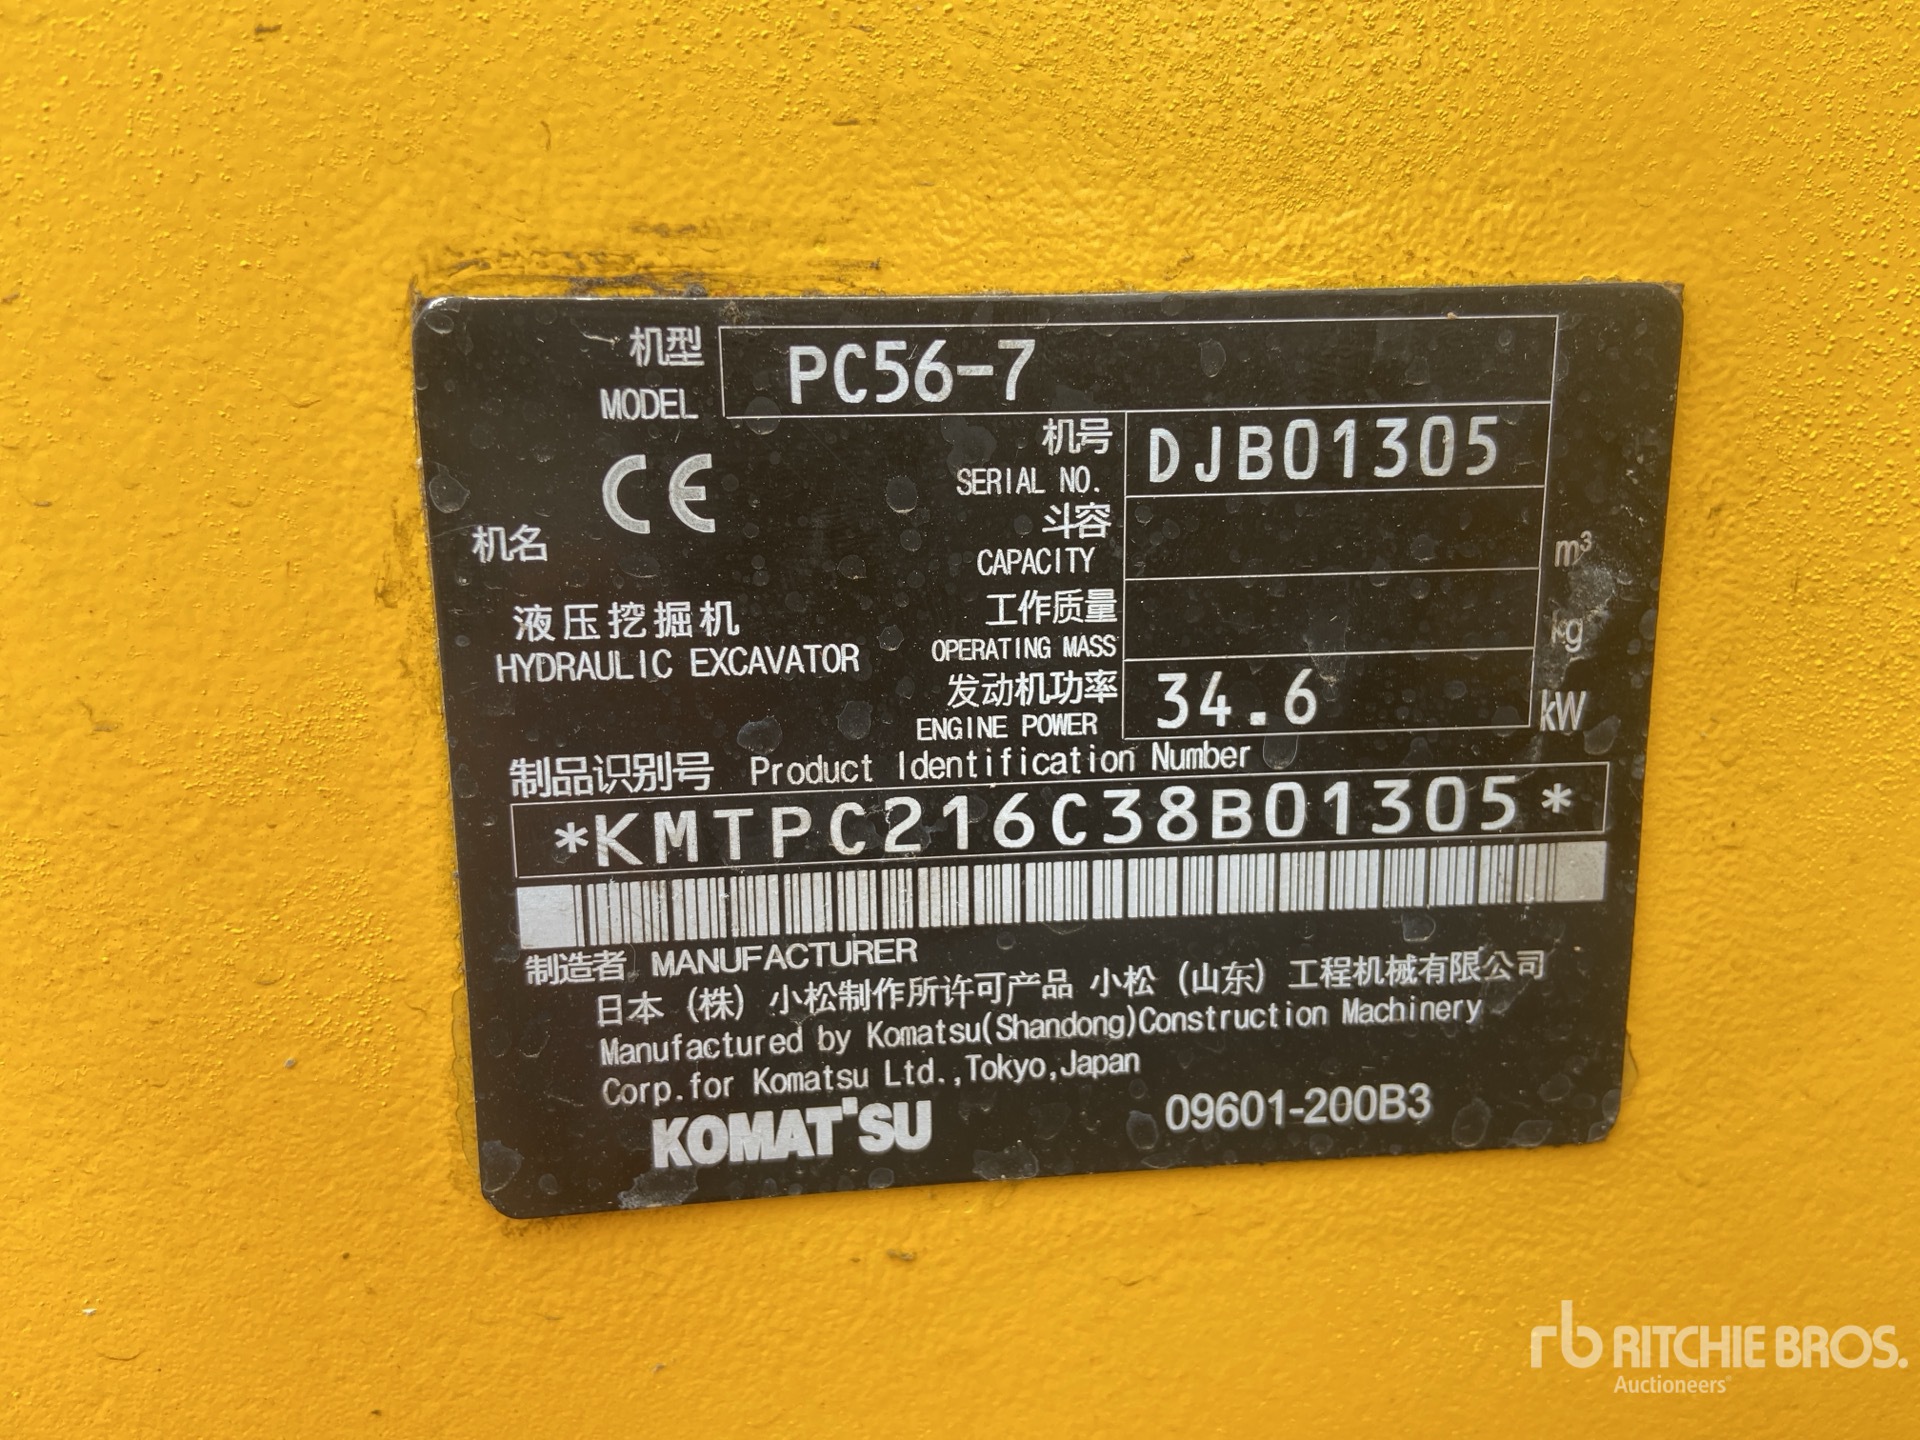 机型
MODEL
PC56-7
CE
机号
SERIAL NO.
DJB01305
斗容
CAPACITY
m³
机名
液压挖掘机
HYDRAULIC EXCAVATOR
工作质量
OPERATING MASS
kg
发动机功率
ENGINE POWER
34.6
kW
制品识别号 Product Identification Number
*KMTPC216C38B01305*
制造者 MANUFACTURER
日本（株）小松制作所许可产品 小松（山东）工程机械有限公司
Manufactured by Komatsu(Shandong)Construction Machinery
Corp.for Komatsu Ltd.,Tokyo,Japan
KOMATSU
09601-200B3
rb RITCHIE BROS.
Auctioneers